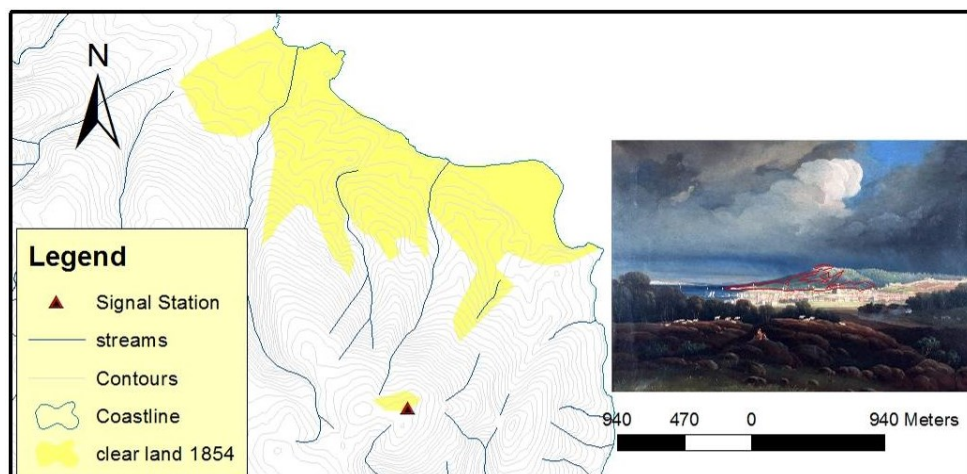 N
Legend
Signal Station
streams
Contours
Coastline
clear land 1854
940 470 0 940 Meters